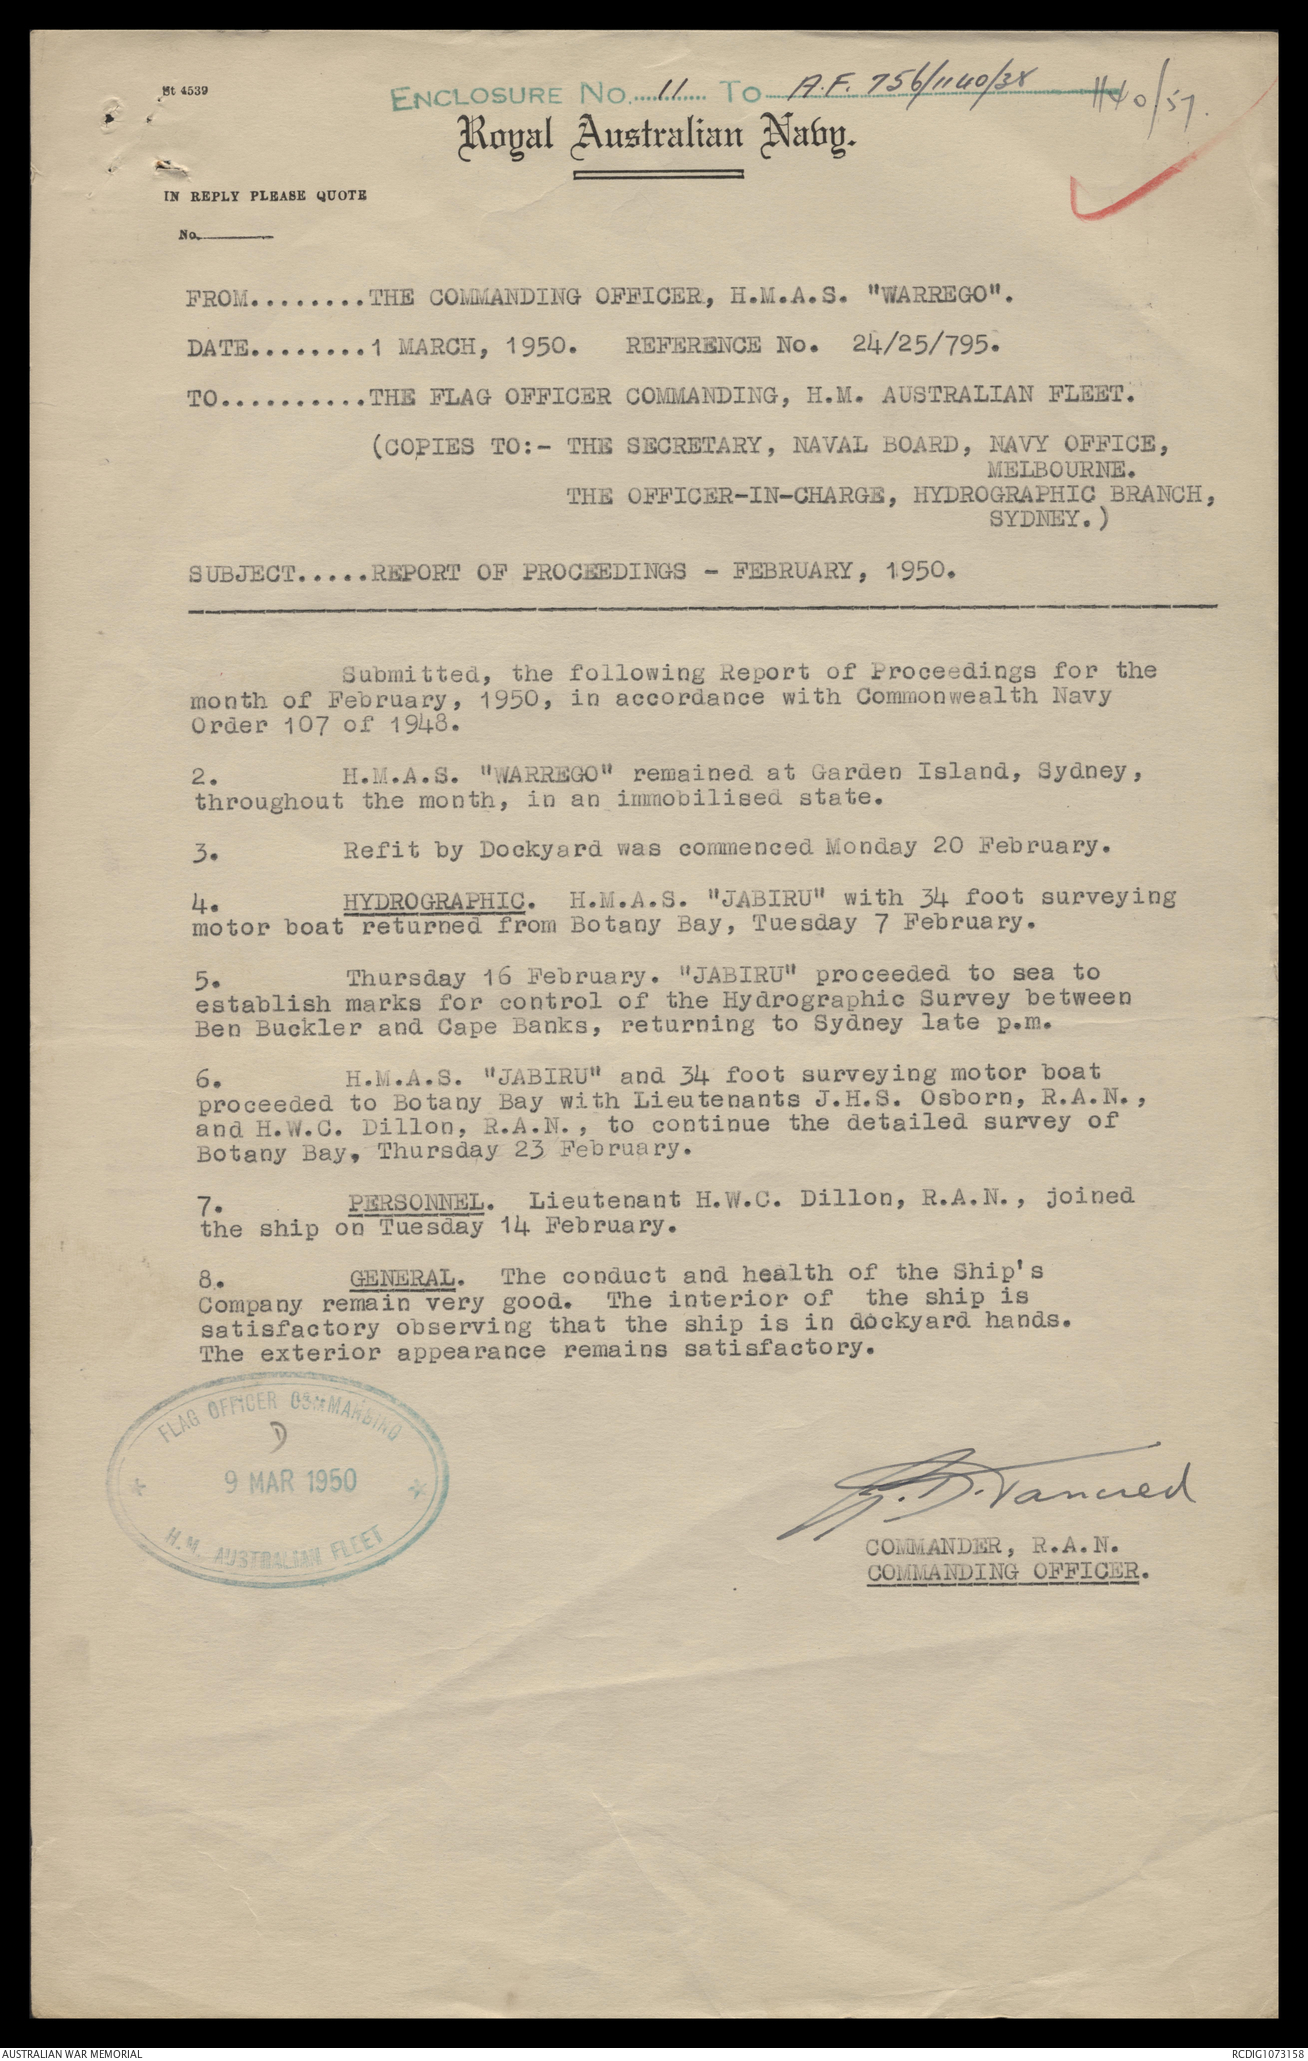 St 4539
ENCLOSURE No. 11 To A.F. 756/1140/38
1140/57.
Royal Australian Navy.
IN REPLY PLEASE QUOTE
No.
FROM........THE COMMANDING OFFICER, H.M.A.S. "WARREGO".
DATE........1 MARCH, 1950. REFERENCE No. 24/25/795.
TO..........THE FLAG OFFICER COMMANDING, H.M. AUSTRALIAN FLEET.
(COPIES TO:- THE SECRETARY, NAVAL BOARD, NAVY OFFICE,
MELBOURNE.
THE OFFICER-IN-CHARGE, HYDROGRAPHIC BRANCH,
SYDNEY.)
SUBJECT.....REPORT OF PROCEEDINGS - FEBRUARY, 1950.
Submitted, the following Report of Proceedings for the
month of February, 1950, in accordance with Commonwealth Navy
Order 107 of 1948.
2. H.M.A.S. "WARREGO" remained at Garden Island, Sydney,
throughout the month, in an immobilised state.
3. Refit by Dockyard was commenced Monday 20 February.
4. HYDROGRAPHIC. H.M.A.S. "JABIRU" with 34 foot surveying
motor boat returned from Botany Bay, Tuesday 7 February.
5. Thursday 16 February. "JABIRU" proceeded to sea to
establish marks for control of the Hydrographic Survey between
Ben Buckler and Cape Banks, returning to Sydney late p.m.
6. H.M.A.S. "JABIRU" and 34 foot surveying motor boat
proceeded to Botany Bay with Lieutenants J.H.S. Osborn, R.A.N.,
and H.W.C. Dillon, R.A.N., to continue the detailed survey of
Botany Bay, Thursday 23 February.
7. PERSONNEL. Lieutenant H.W.C. Dillon, R.A.N., joined
the ship on Tuesday 14 February.
8. GENERAL. The conduct and health of the Ship's
Company remain very good. The interior of the ship is
satisfactory observing that the ship is in dockyard hands.
The exterior appearance remains satisfactory.
FLAG OFFICER COMMANDING
D
9 MAR 1950
H.M. AUSTRALIAN FLEET
G. D. Tancred
COMMANDER, R.A.N.
COMMANDING OFFICER.
AUSTRALIAN WAR MEMORIAL
RCDIG1073158